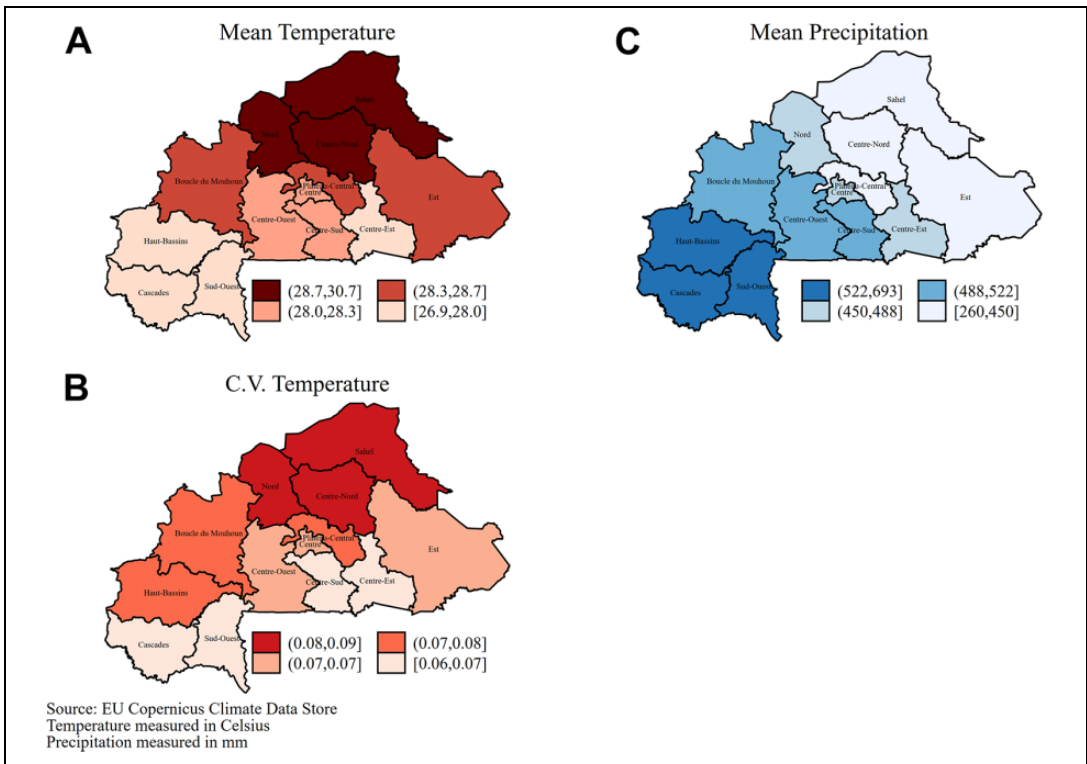 A
Mean Temperature
Sahel
Nord
Centre-Nord
Boucle du Mouhoun
Plateau-Central
Centre
Est
Centre-Ouest
Centre-Sud
Centre-Est
Haut-Bassins
Cascades
Sud-Ouest
(28.7,30.7] (28.3,28.7]
(28.0,28.3] [26.9,28.0]
C
Mean Precipitation
Sahel
Nord
Centre-Nord
Boucle du Mouhoun
Plateau-Central
Centre
Est
Centre-Ouest
Centre-Sud
Centre-Est
Haut-Bassins
Cascades
Sud-Ouest
(522,693] (488,522]
(450,488] [260,450]
B
C.V. Temperature
Sahel
Nord
Centre-Nord
Boucle du Mouhoun
Plateau-Central
Centre
Est
Centre-Ouest
Centre-Sud
Centre-Est
Haut-Bassins
Cascades
Sud-Ouest
(0.08,0.09] (0.07,0.08]
(0.07,0.07] [0.06,0.07]
Source: EU Copernicus Climate Data Store
Temperature measured in Celsius
Precipitation measured in mm